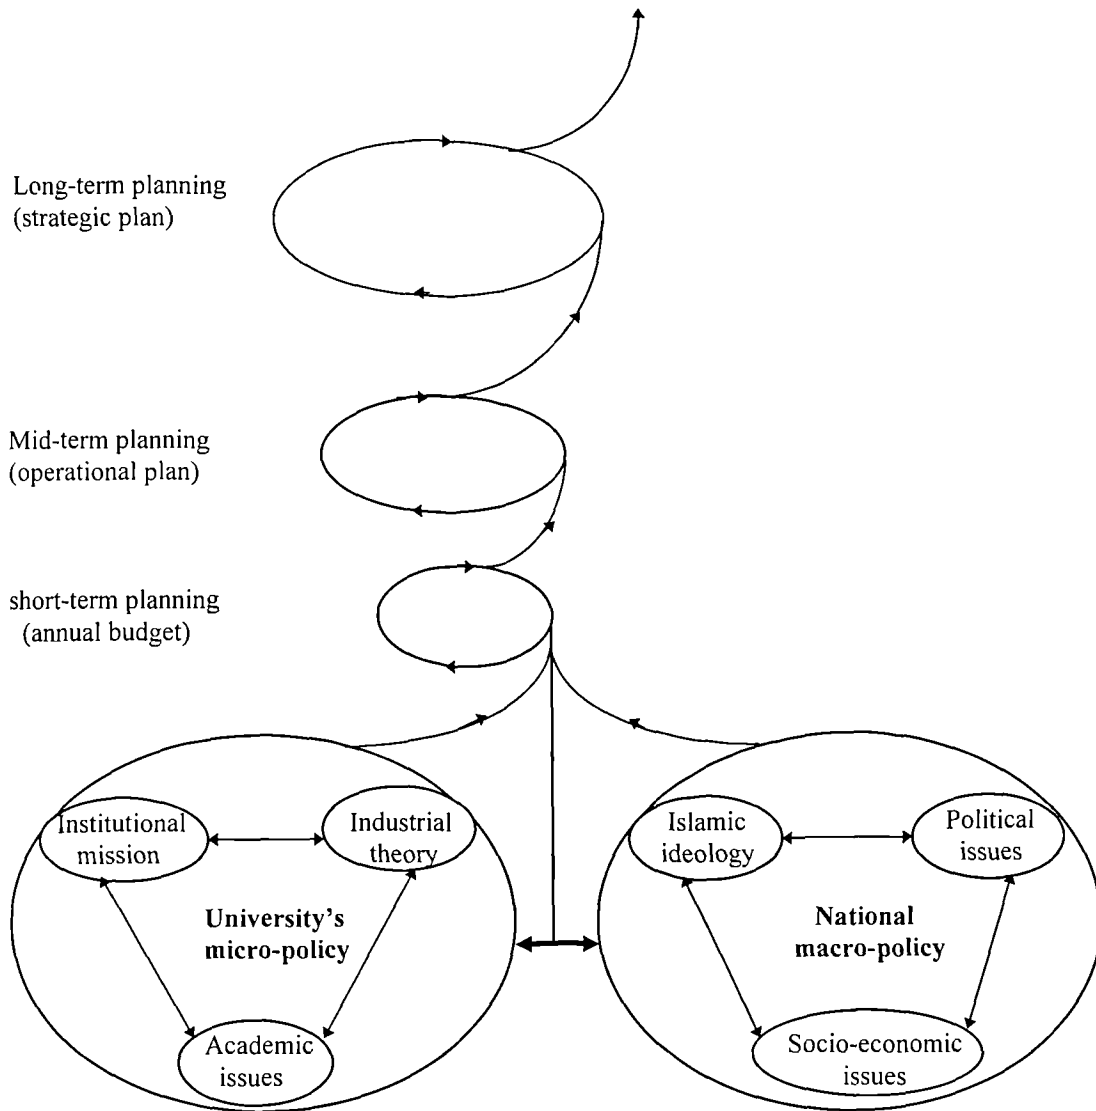 Long-term planning
(strategic plan)
Mid-term planning
(operational plan)
short-term planning
(annual budget)
Institutional
mission
Industrial
theory
University's
micro-policy
Academic
issues
Islamic
ideology
Political
issues
National
macro-policy
Socio-economic
issues